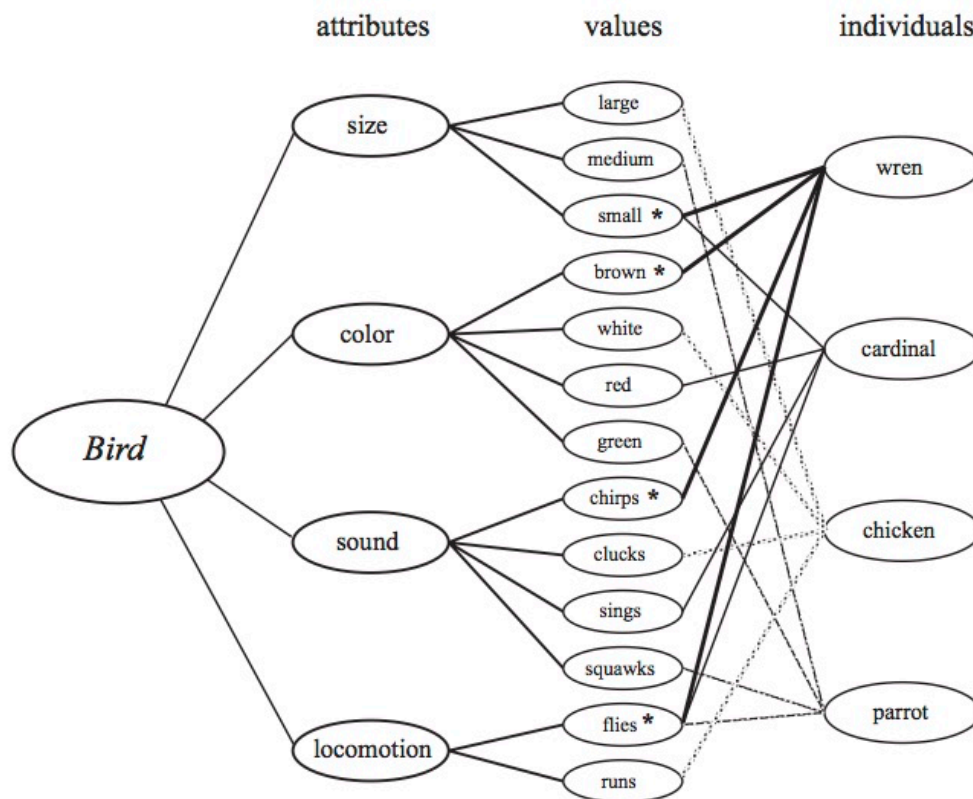 attributes values individuals
size
color
Bird
sound
locomotion
large
medium
small *
brown *
white
red
green
chirps *
clucks
sings
squawks
flies *
runs
wren
cardinal
chicken
parrot